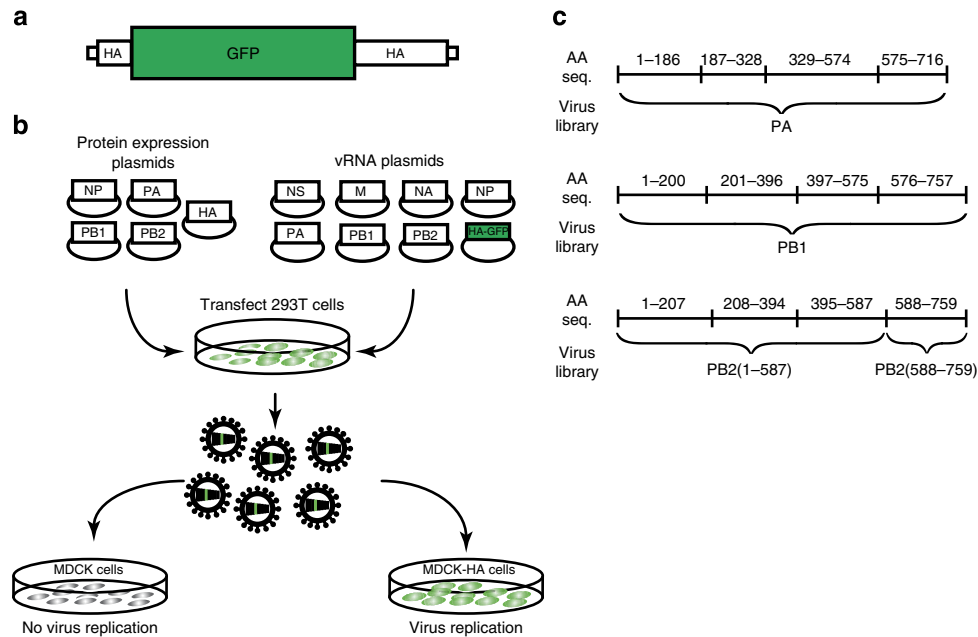 a
HA GFP HA
b
Protein expression
plasmids
NP PA
HA
PB1 PB2
vRNA plasmids
NS M NA NP
PA PB1 PB2 HA-GFP
Transfect 293T cells
MDCK cells
No virus replication
MDCK-HA cells
Virus replication
c
AA
seq.
1–186 187–328 329–574 575–716
Virus
library
PA
AA
seq.
1–200 201–396 397–575 576–757
Virus
library
PB1
AA
seq.
1–207 208–394 395–587 588–759
Virus
library
PB2(1–587) PB2(588–759)